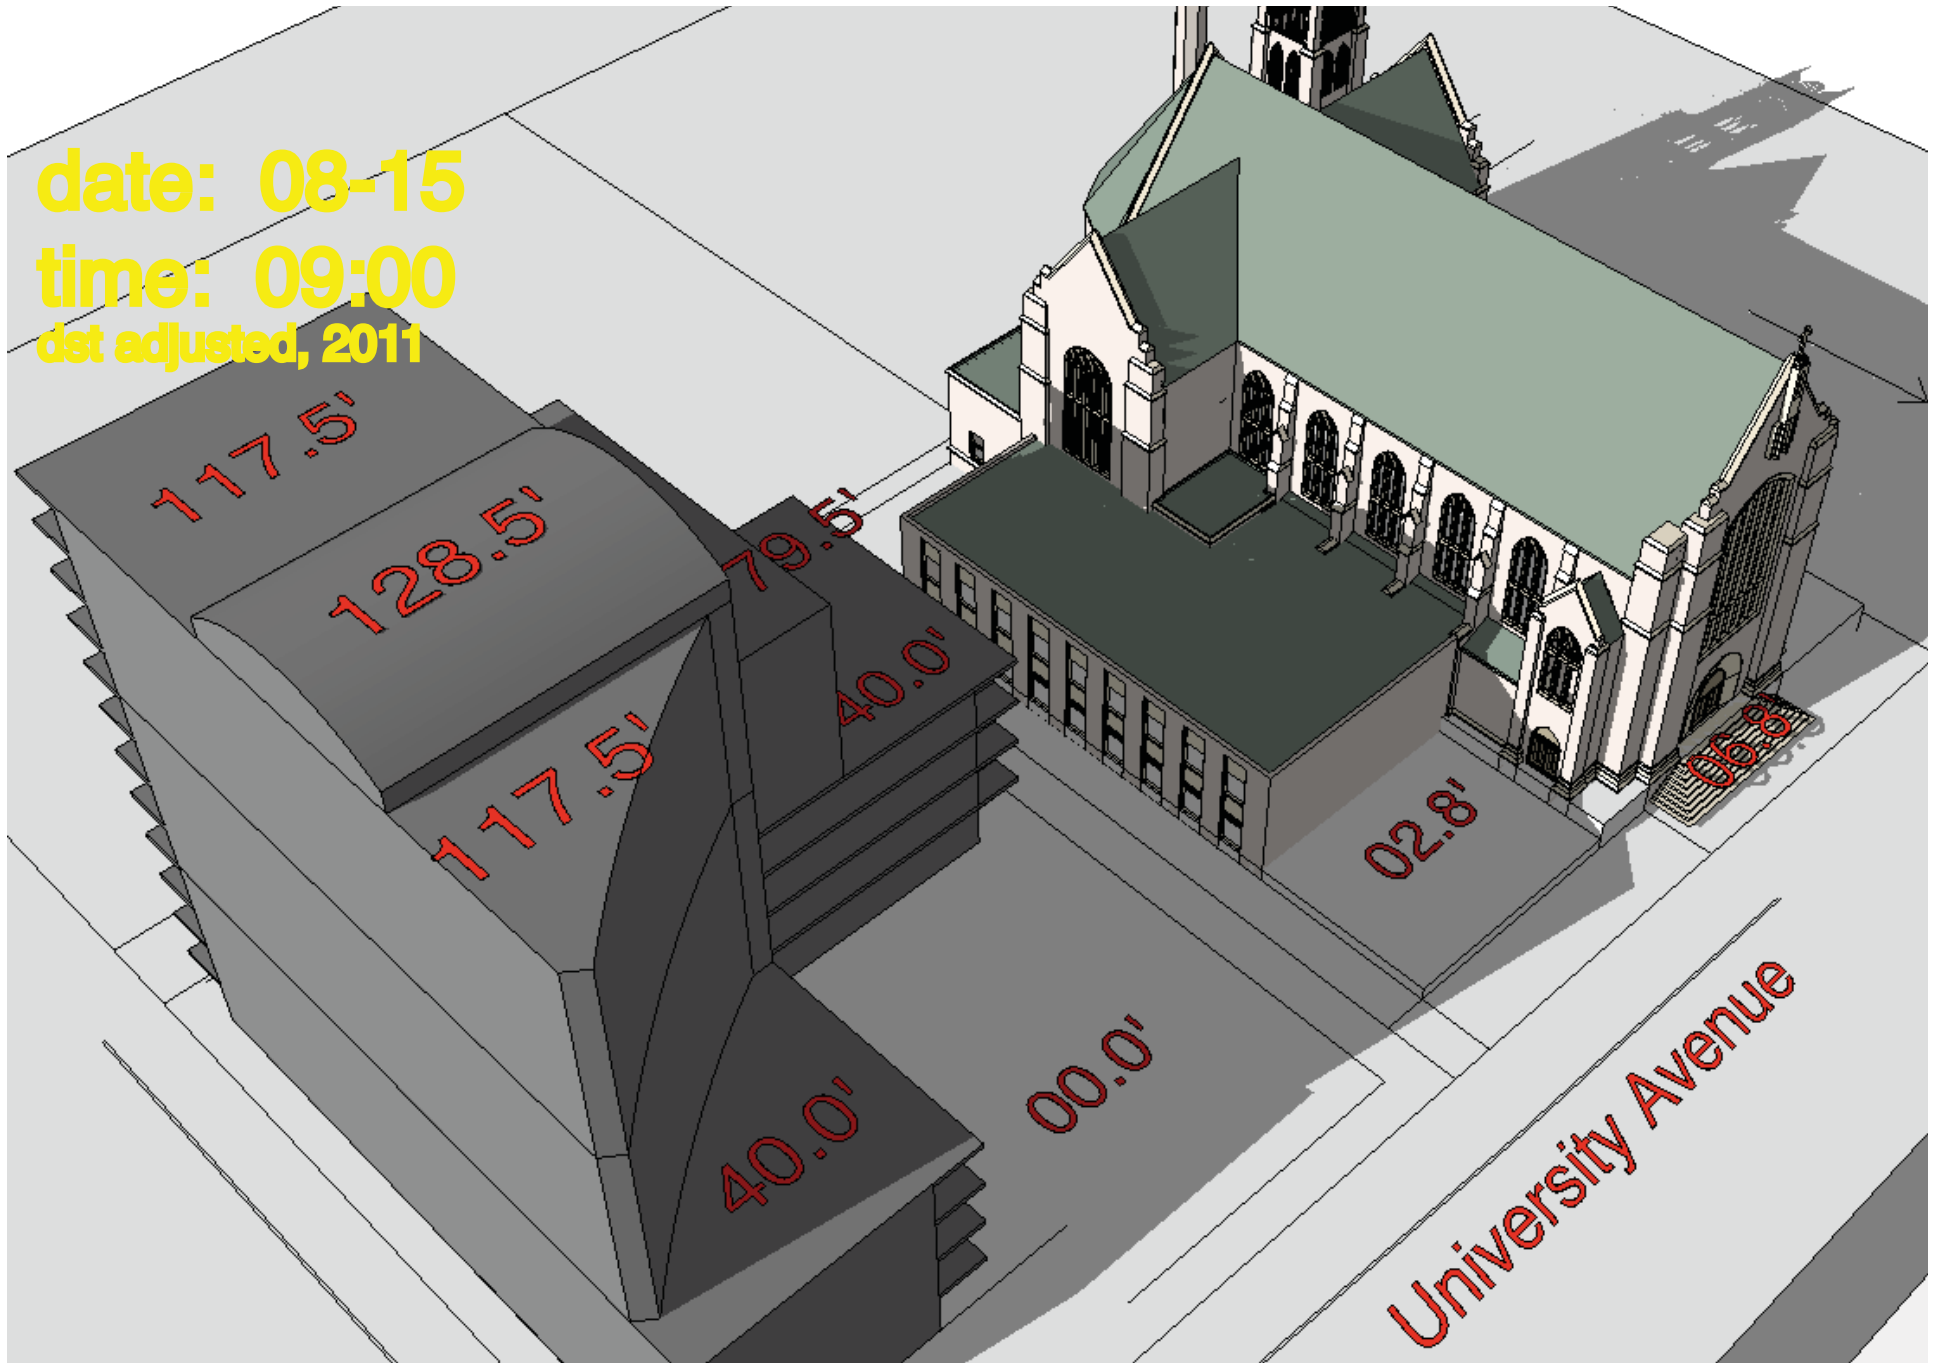 date: 08-15
time: 09:00
dst adjusted, 2011
117.5'
128.5'
79.5'
40.0'
117.5'
06.8'
02.8'
00.0'
40.0'
University Avenue